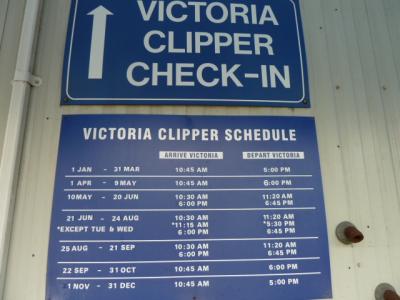 VICTORIA
CLIPPER
CHECK-IN
VICTORIA CLIPPER SCHEDULE
ARRIVE VICTORIA DEPART VICTORIA
1 JAN - 31 MAR 10:45 AM 5:00 PM
1 APR - 9 MAY 10:45 AM 6:00 PM
10 MAY - 20 JUN 10:30 AM 11:20 AM
6:00 PM 6:45 PM
21 JUN - 24 AUG 10:30 AM 11:20 AM
*EXCEPT TUE & WED *11:15 AM *5:30 PM
6:00 PM 6:45 PM
25 AUG - 21 SEP 10:30 AM 11:20 AM
6:00 PM 6:45 PM
22 SEP - 31 OCT 10:45 AM 6:00 PM
1 NOV - 31 DEC 10:45 AM 5:00 PM